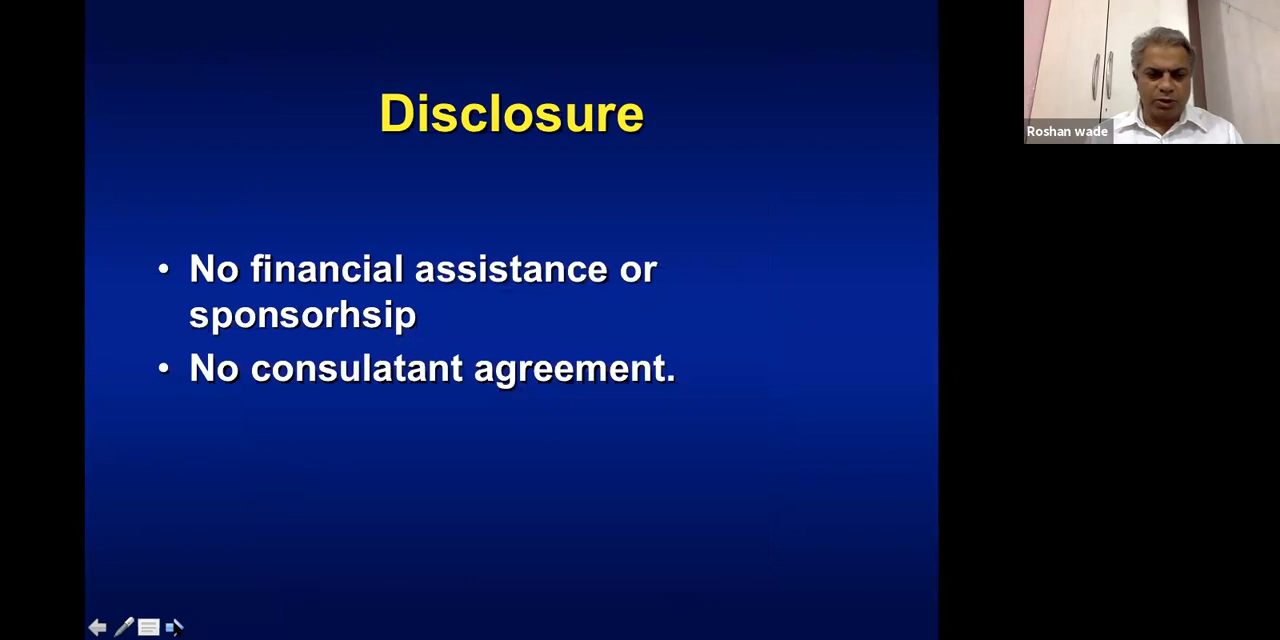 Disclosure
Roshan wade
• No financial assistance or
sponsorhsip
• No consulatant agreement.